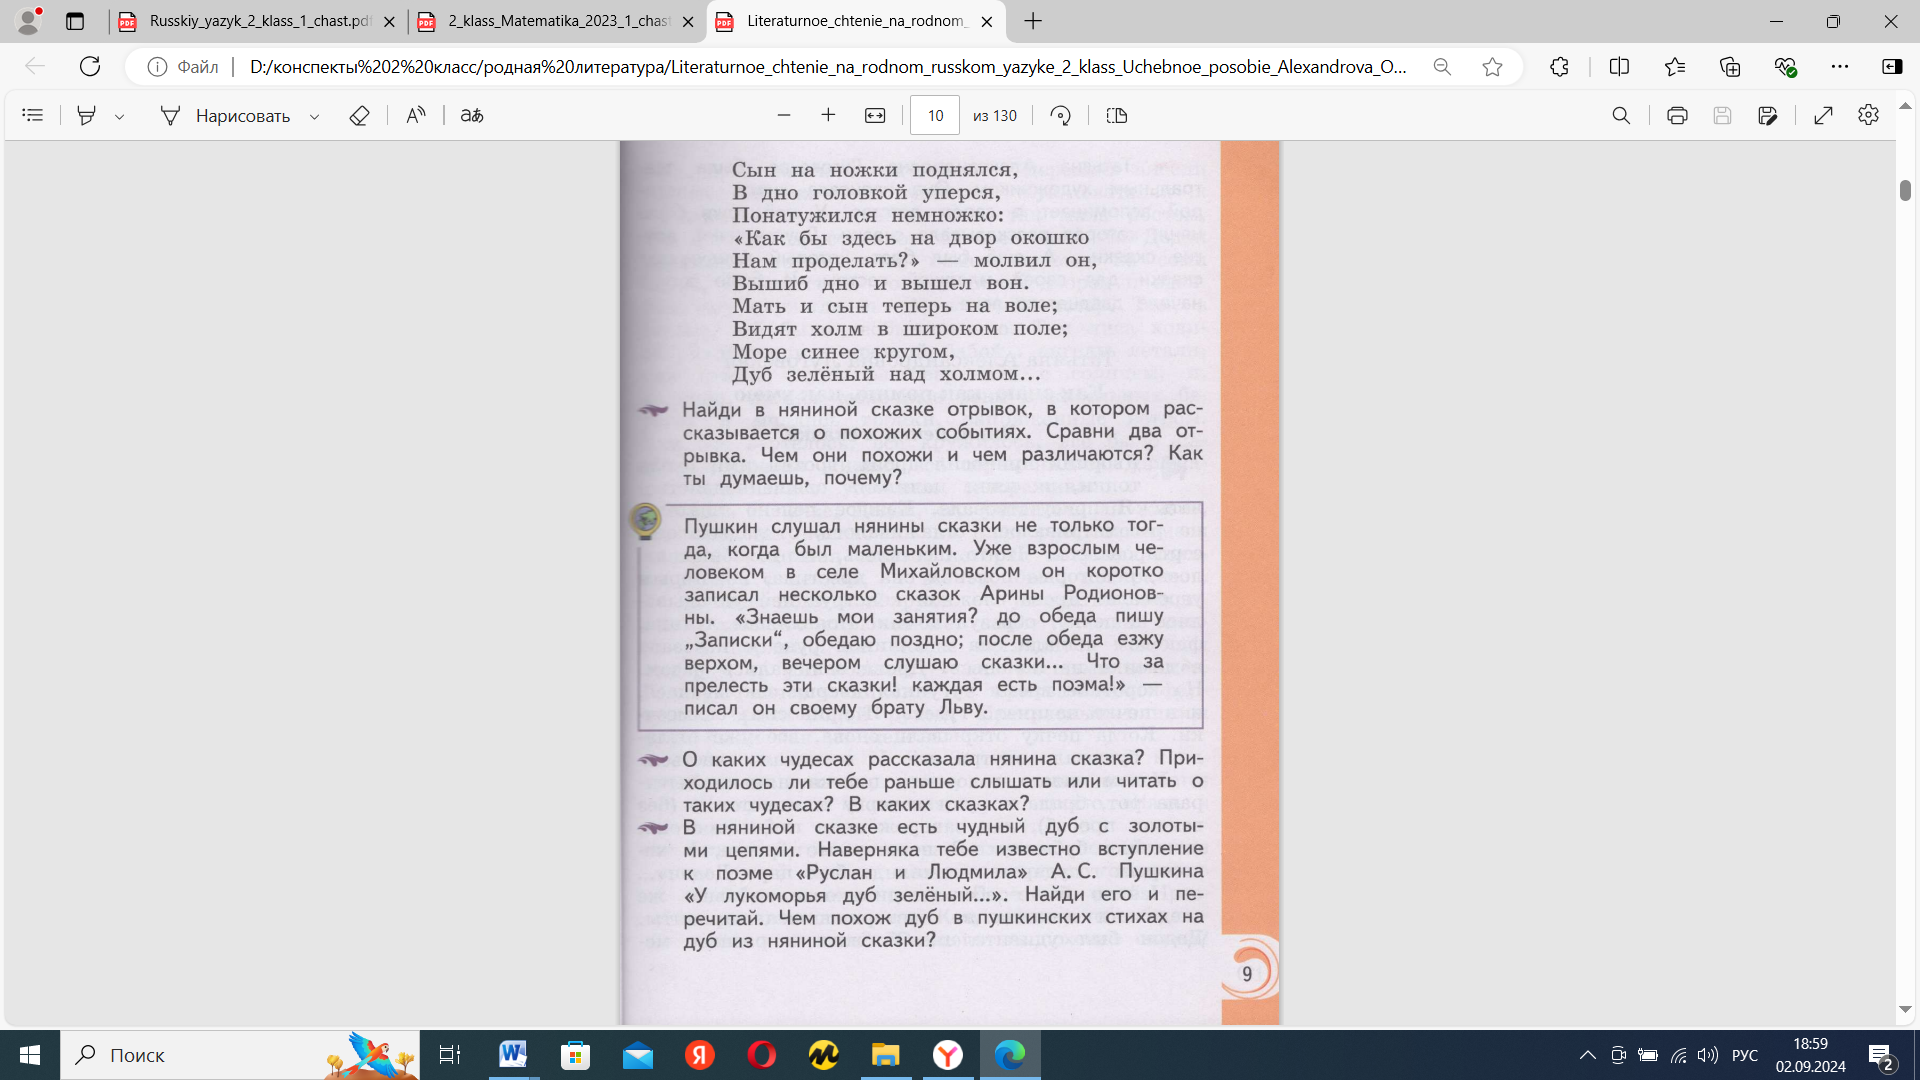 Russkiy_yazyk_2_klass_1_chast.pdf
2_klass_Matematika_2023_1_chast
Literaturnoe_chtenie_na_rodnom_
Файл
D:/конспекты%202%20класс/родная%20литература/Literaturnoe_chtenie_na_rodnom_russkom_yazyke_2_klass_Uchebnoe_posobie_Alexandrova_O...
Нарисовать
аあ
10 из 130
Сын на ножки поднялся,
В дно головкой уперся,
Понатужился немножко:
«Как бы здесь на двор окошко
Нам проделать?» — молвил он,
Вышиб дно и вышел вон.
Мать и сын теперь на воле;
Видят холм в широком поле;
Море синее кругом,
Дуб зелёный над холмом...
Найди в няниной сказке отрывок, в котором рас-
сказывается о похожих событиях. Сравни два от-
рывка. Чем они похожи и чем различаются? Как
ты думаешь, почему?
Пушкин слушал нянины сказки не только тог-
да, когда был маленьким. Уже взрослым че-
ловеком в селе Михайловском он коротко
записал несколько сказок Арины Родионов-
ны. «Знаешь мои занятия? до обеда пишу
„Записки“, обедаю поздно; после обеда езжу
верхом, вечером слушаю сказки... Что за
прелесть эти сказки! каждая есть поэма!» —
писал он своему брату Льву.
О каких чудесах рассказала нянина сказка? При-
ходилось ли тебе раньше слышать или читать о
таких чудесах? В каких сказках?
В няниной сказке есть чудный дуб с золоты-
ми цепями. Наверняка тебе известно вступление
к поэме «Руслан и Людмила» А. С. Пушкина
«У лукоморья дуб зелёный...». Найди его и пе-
речитай. Чем похож дуб в пушкинских стихах на
дуб из няниной сказки?
9
Поиск
РУС
18:59
02.09.2024
2